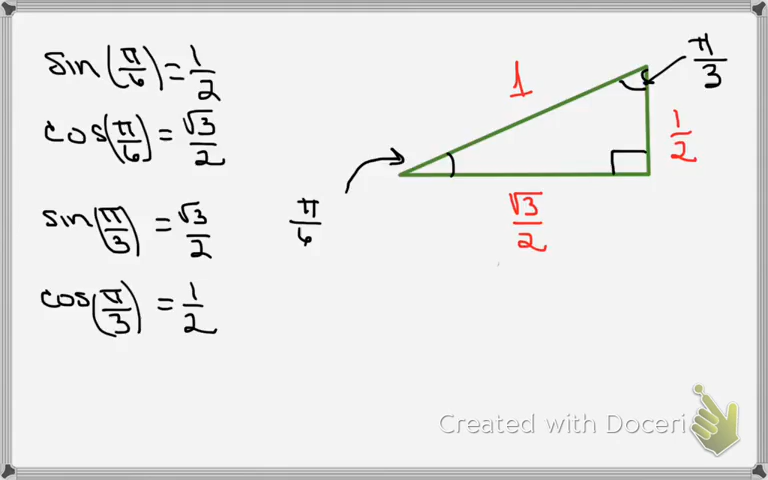 sin(π/6) = 1/2
cos(π/6) = √3/2
sin(π/3) = √3/2
cos(π/3) = 1/2
1
π/3
1/2
π/6
√3/2
Created with Doceri